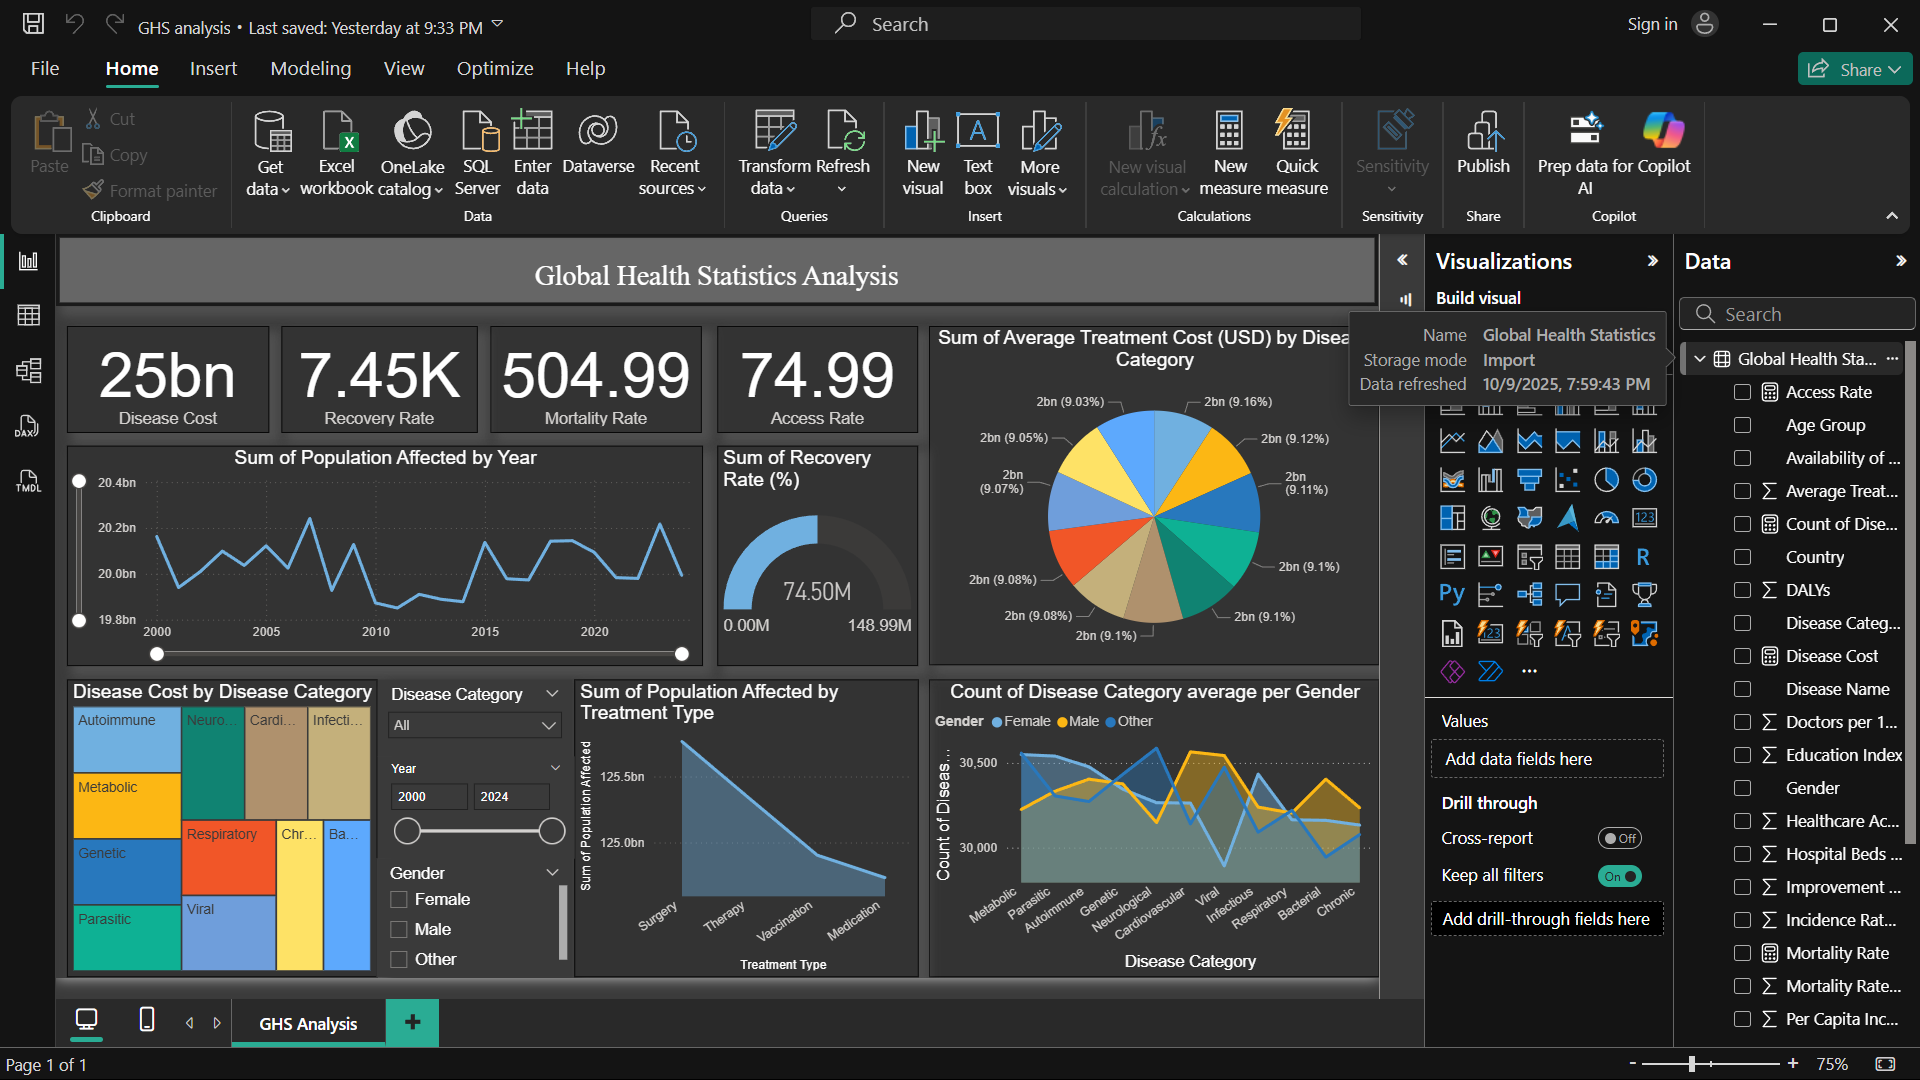 GHS analysis • Last saved: Yesterday at 9:33 PM
Search
Sign in
File
Home
Insert
Modeling
View
Optimize
Help
Share
Paste
Cut
Copy
Format painter
Clipboard
Get data
Excel workbook
OneLake catalog
SQL Server
Enter data
Dataverse
Recent sources
Data
Transform data
Refresh
Queries
New visual
Text box
More visuals
Insert
New visual calculation
New measure
Quick measure
Calculations
Sensitivity
Sensitivity
Publish
Share
Prep data for AI
Copilot
Copilot
DAX
TMDL
Global Health Statistics Analysis
25bn
Disease Cost
7.45K
Recovery Rate
504.99
Mortality Rate
74.99
Access Rate
Sum of Population Affected by Year
20.4bn
20.2bn
20.0bn
19.8bn
2000
2005
2010
2015
2020
Sum of Recovery
Rate (%)
74.50M
0.00M
148.99M
Sum of Average Treatment Cost (USD) by Disea
Category
2bn (9.03%)
2bn (9.16%)
2bn (9.05%)
2bn (9.12%)
2bn
(9.07%)
2bn
(9.11%)
2bn (9.08%)
2bn (9.1%)
2bn (9.08%)
2bn (9.1%)
2bn (9.1%)
Disease Cost by Disease Category
Autoimmune
Neuro...
Cardi...
Infecti...
Metabolic
Genetic
Respiratory
Chr...
Ba...
Parasitic
Viral
Disease Category
All
Year
2000
2024
Gender
Female
Male
Other
Sum of Population Affected by
Treatment Type
Sum of Population Affected
125.5bn
125.0bn
Surgery
Therapy
Vaccination
Medication
Treatment Type
Count of Disease Category average per Gender
Gender
Female
Male
Other
Count of Diseas...
30,500
30,000
Metabolic
Parasitic
Autoimmune
Genetic
Neurological
Cardiovascular
Viral
Infectious
Respiratory
Bacterial
Chronic
Disease Category
Visualizations
Build visual
Name Global Health Statistics
Storage mode Import
Data refreshed 10/9/2025, 7:59:43 PM
123
R
Py
123
Values
Add data fields here
Drill through
Cross-report
Off
Keep all filters
On
Add drill-through fields here
Data
Search
Global Health Sta...
Access Rate
Age Group
Availability of ...
Average Treat...
Count of Dise...
Country
DALYs
Disease Categ...
Disease Cost
Disease Name
Doctors per 1...
Education Index
Gender
Healthcare Ac...
Hospital Beds ...
Improvement ...
Incidence Rat...
Mortality Rate
Mortality Rate...
Per Capita Inc...
GHS Analysis
Page 1 of 1
75%